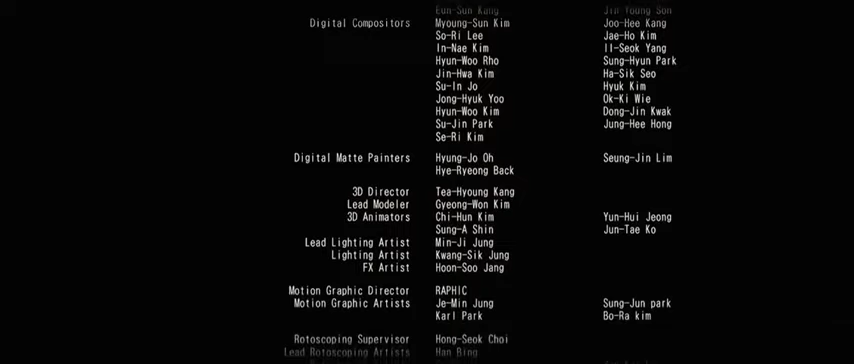 Eun-Sun Kang Jin Young Son
Digital Compositors Myoung-Sun Kim Joo-Hee Kang
So-Ri Lee Jae-Ho Kim
In-Nae Kim Il-Seok Yang
Hyun-Woo Rho Sung-Hyun Park
Jin-Hwa Kim Ha-Sik Seo
Su-In Jo Hyuk Kim
Jong-Hyuk Yoo Ok-Ki Wie
Hyun-Woo Kim Dong-Jin Kwak
Su-Jin Park Jung-Hee Hong
Se-Ri Kim
Digital Matte Painters Hyung-Jo Oh Seung-Jin Lim
Hye-Ryeong Back
3D Director Tea-Hyoung Kang
Lead Modeler Gyeong-Won Kim
3D Animators Chi-Hun Kim Yun-Hui Jeong
Sung-A Shin Jun-Tae Ko
Lead Lighting Artist Min-Ji Jung
Lighting Artist Kwang-Sik Jung
FX Artist Hoon-Soo Jang
Motion Graphic Director RAPHIC
Motion Graphic Artists Je-Min Jung Sung-Jun park
Karl Park Bo-Ra kim
Rotoscoping Supervisor Hong-Seok Choi
Lead Rotoscoping Artists Han Bing